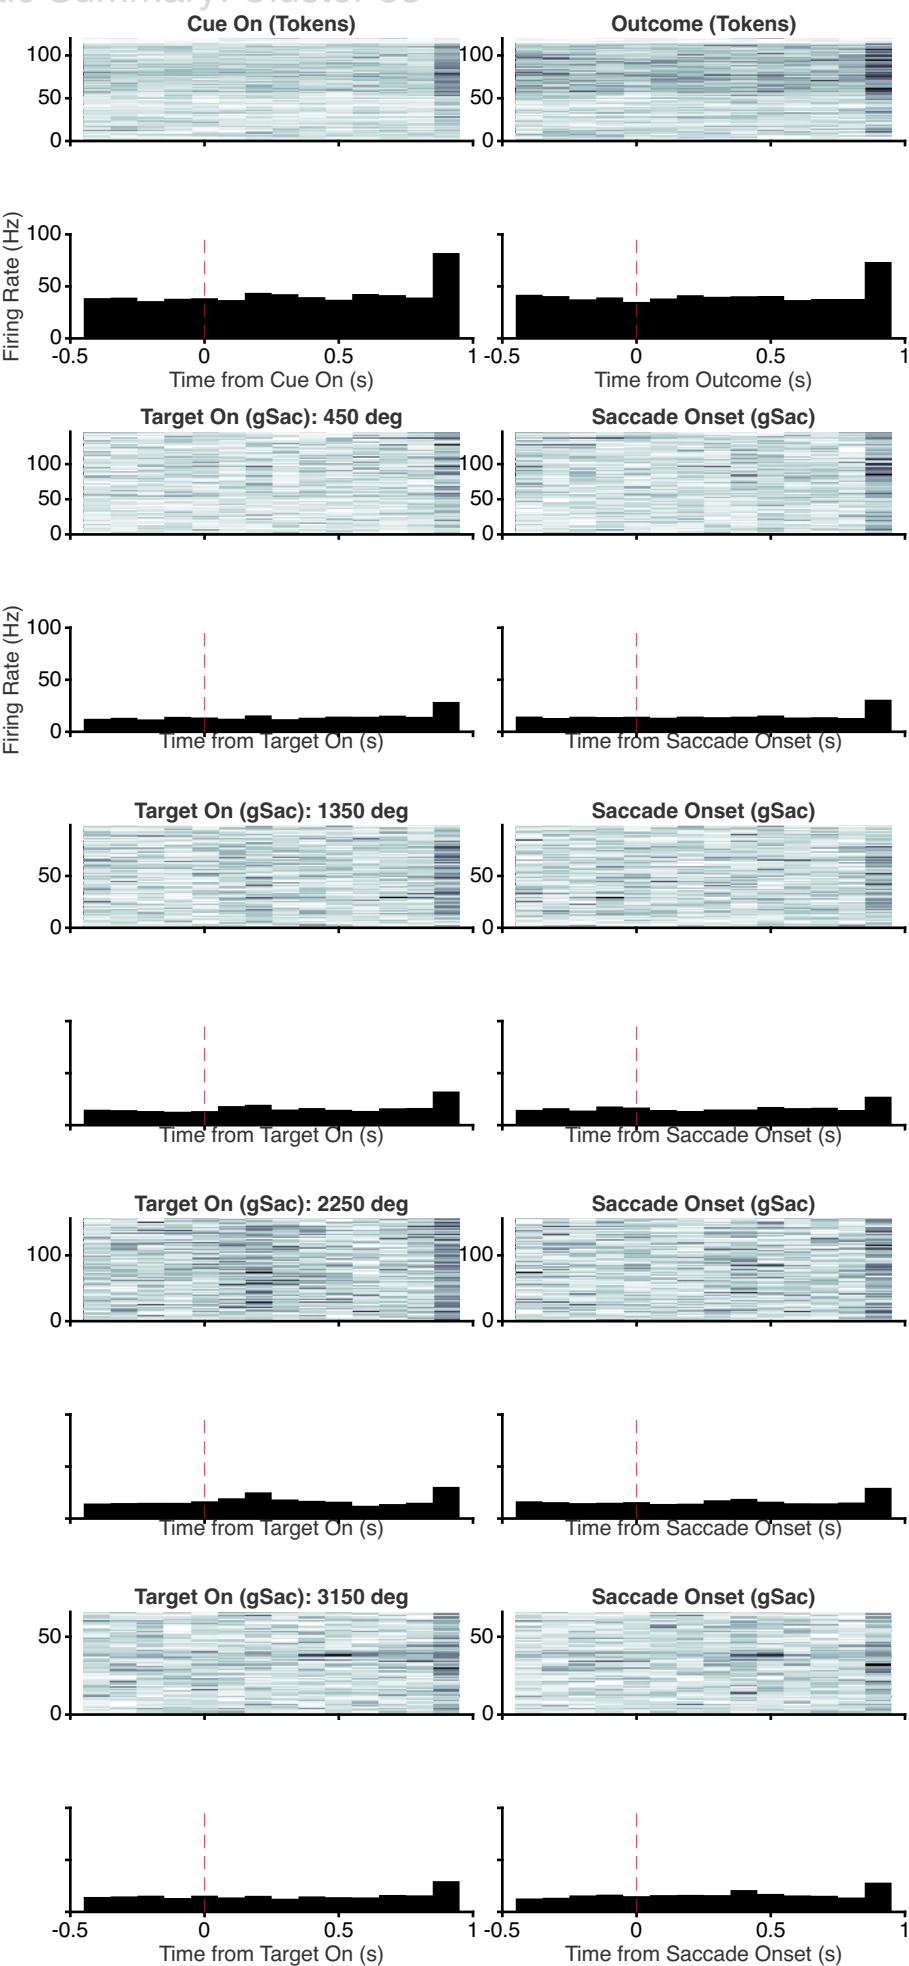 Summary: Cluster
Cue On (Tokens) Outcome (Tokens)
100 100
50 50
0 0
Firing Rate (Hz)
100
50
0
-0.5 0 0.5 1 -0.5 0 0.5 1
Time from Cue On (s) Time from Outcome (s)
Target On (gSac): 450 deg Saccade Onset (gSac)
100 100
50 50
0 0
Firing Rate (Hz)
100
50
0
Time from Target On (s) Time from Saccade Onset (s)
Target On (gSac): 1350 deg Saccade Onset (gSac)
50 50
0 0
Time from Target On (s) Time from Saccade Onset (s)
Target On (gSac): 2250 deg Saccade Onset (gSac)
100 100
0 0
Time from Target On (s) Time from Saccade Onset (s)
Target On (gSac): 3150 deg Saccade Onset (gSac)
50 50
0 0
-0.5 0 0.5 1 -0.5 0 0.5 1
Time from Target On (s) Time from Saccade Onset (s)